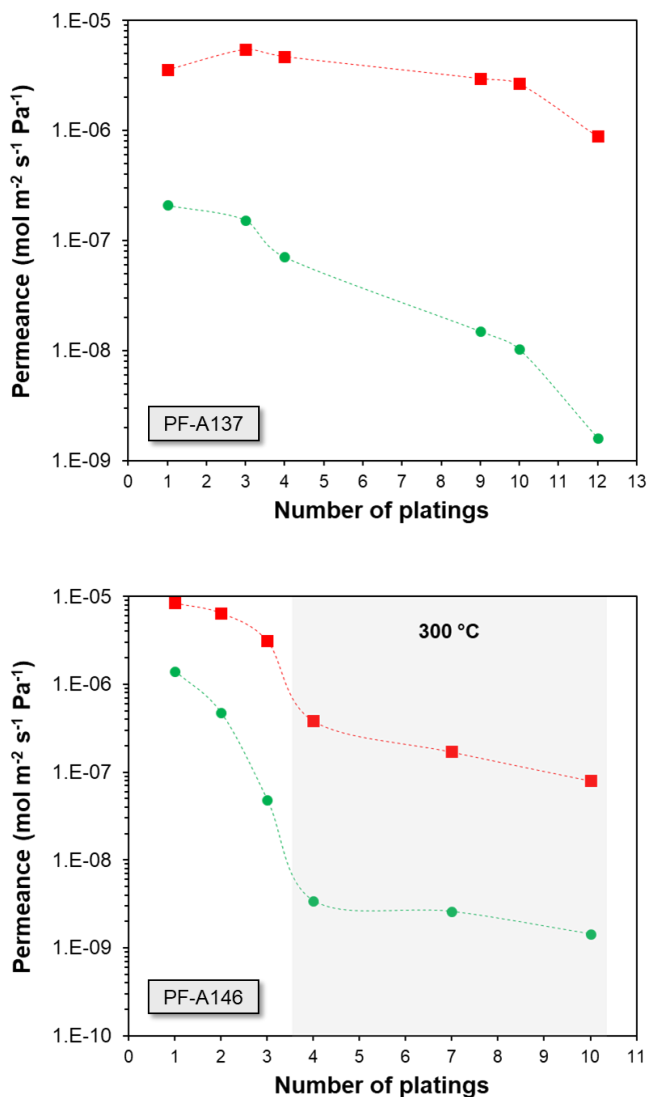 1.E-05
1.E-06
1.E-07
1.E-08
1.E-09
Permeance (mol m⁻² s⁻¹ Pa⁻¹)
PF-A137
0 1 2 3 4 5 6 7 8 9 10 11 12 13
Number of platings
1.E-05
1.E-06
1.E-07
1.E-08
1.E-09
1.E-10
Permeance (mol m⁻² s⁻¹ Pa⁻¹)
300 °C
PF-A146
0 1 2 3 4 5 6 7 8 9 10 11
Number of platings